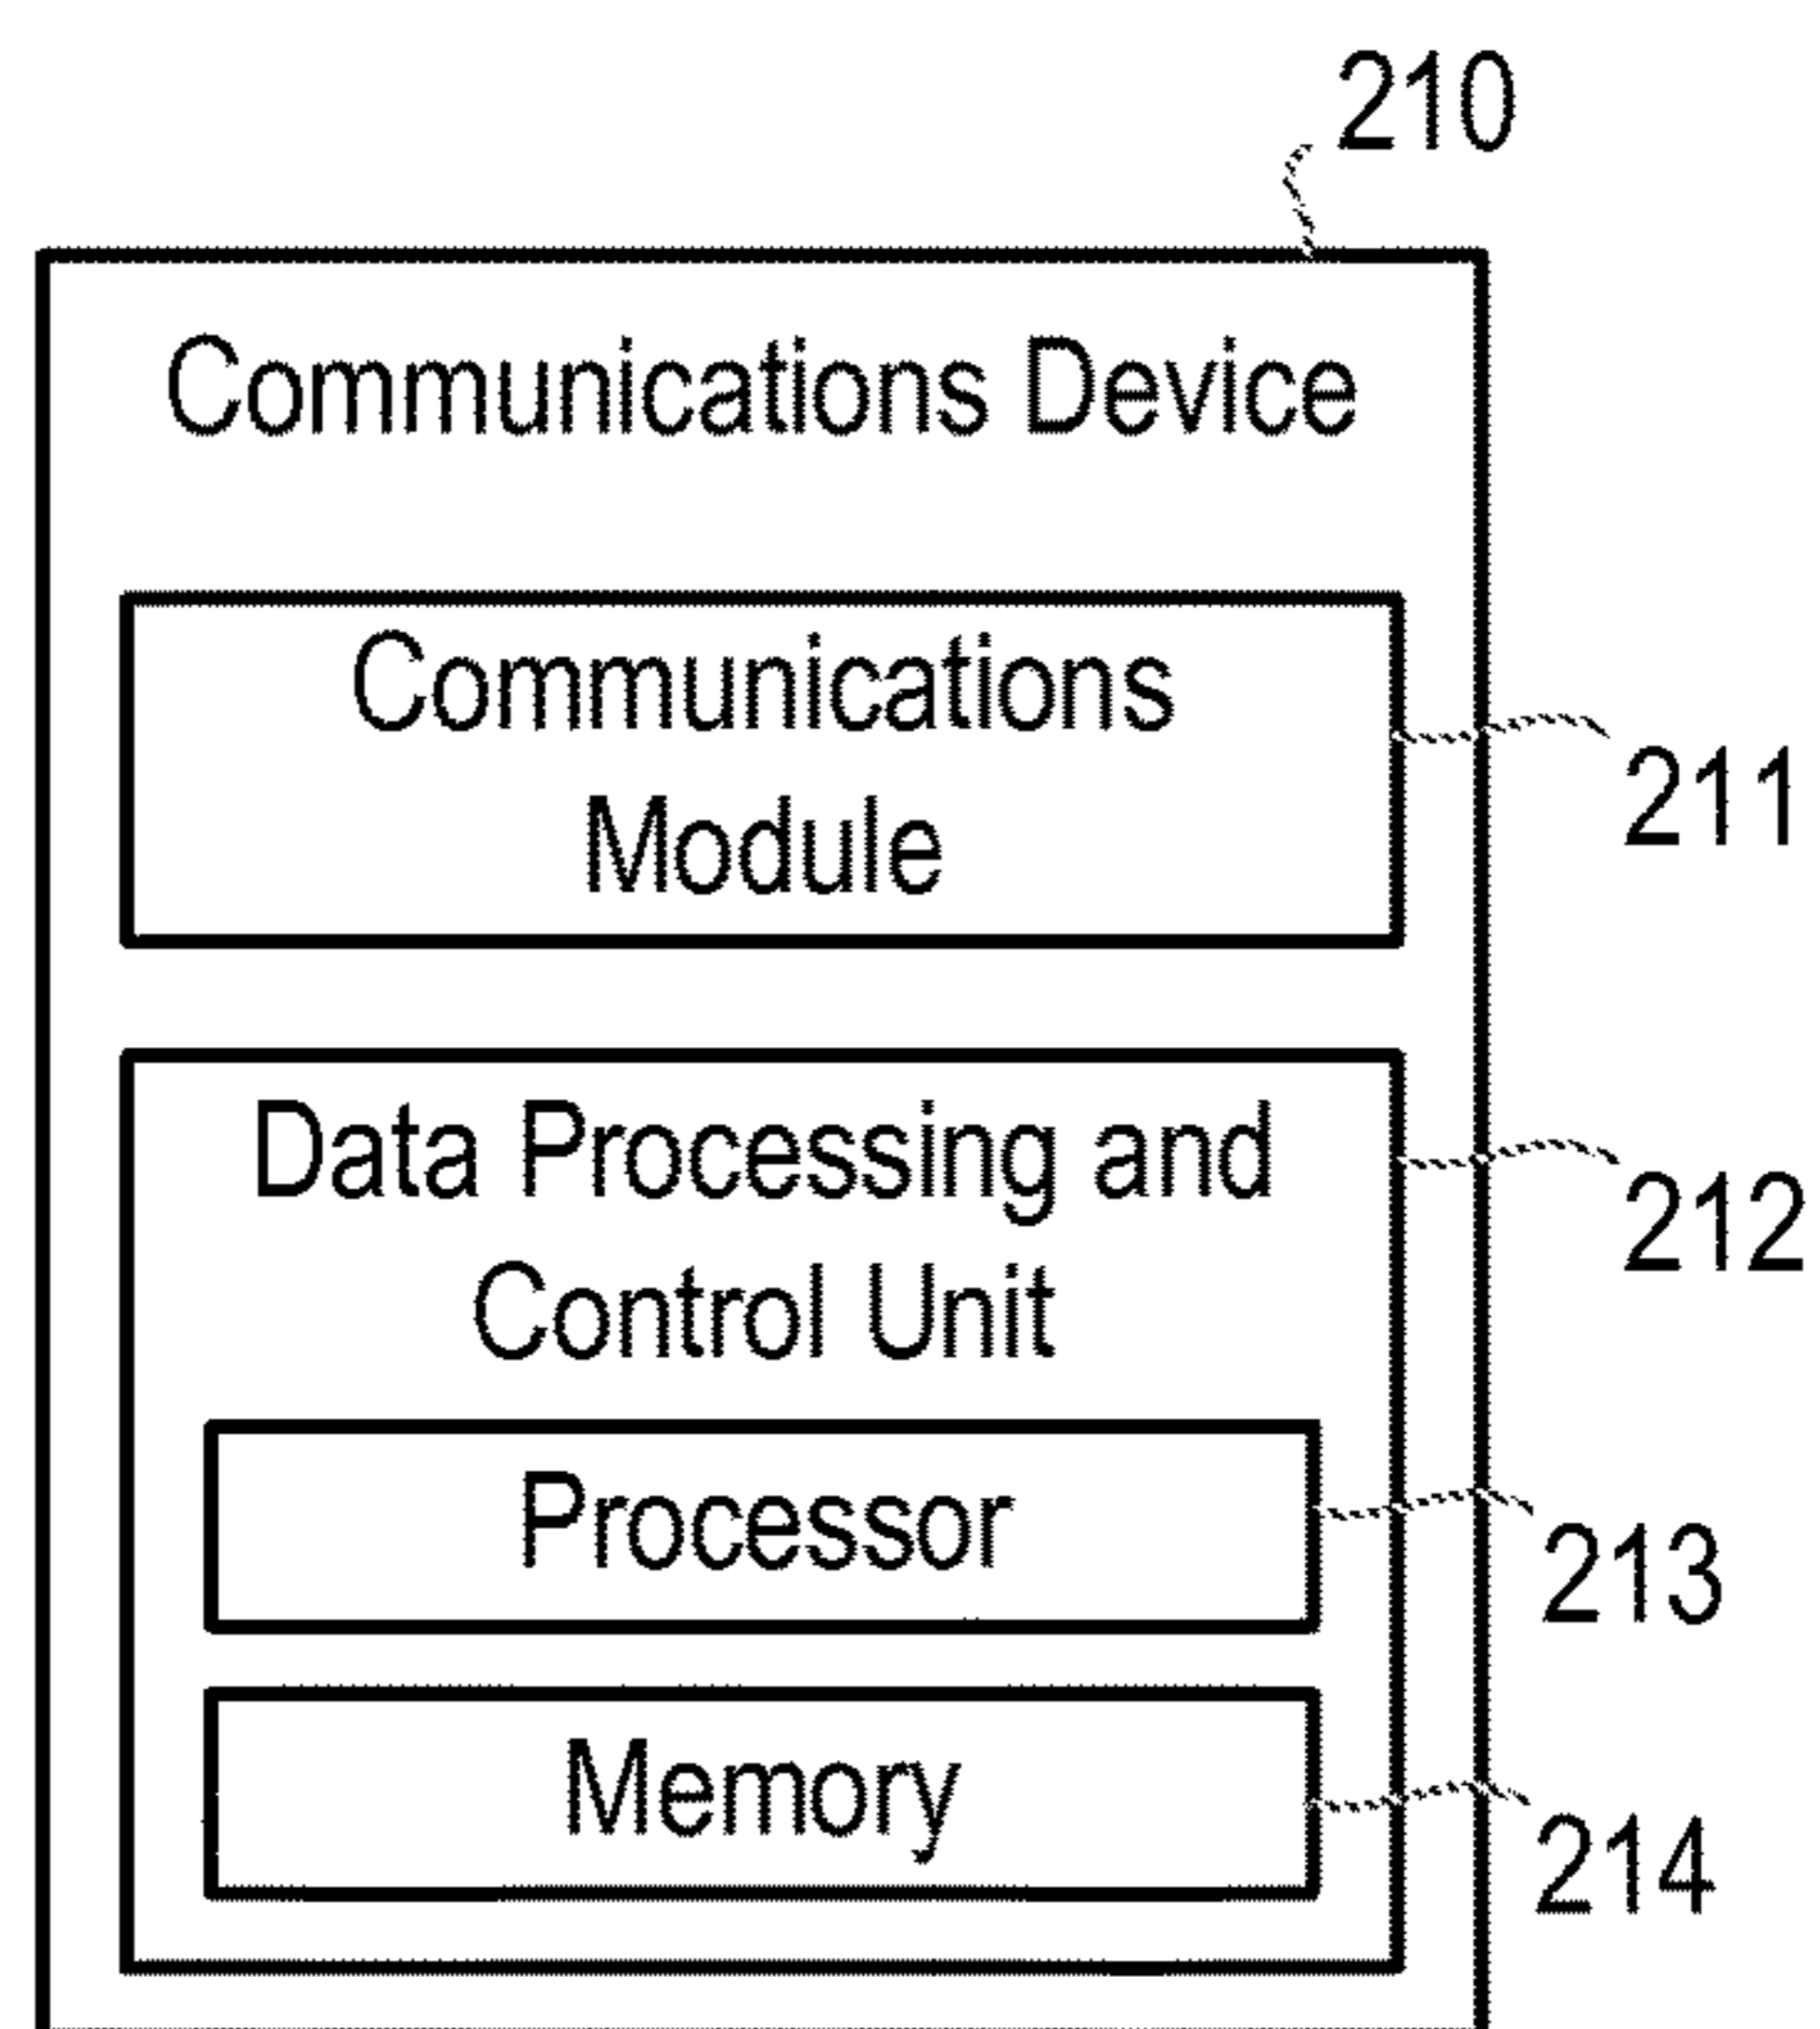 210
Communications Device
Communications
Module
211
Data Processing and
Control Unit
212
Processor
213
Memory
214